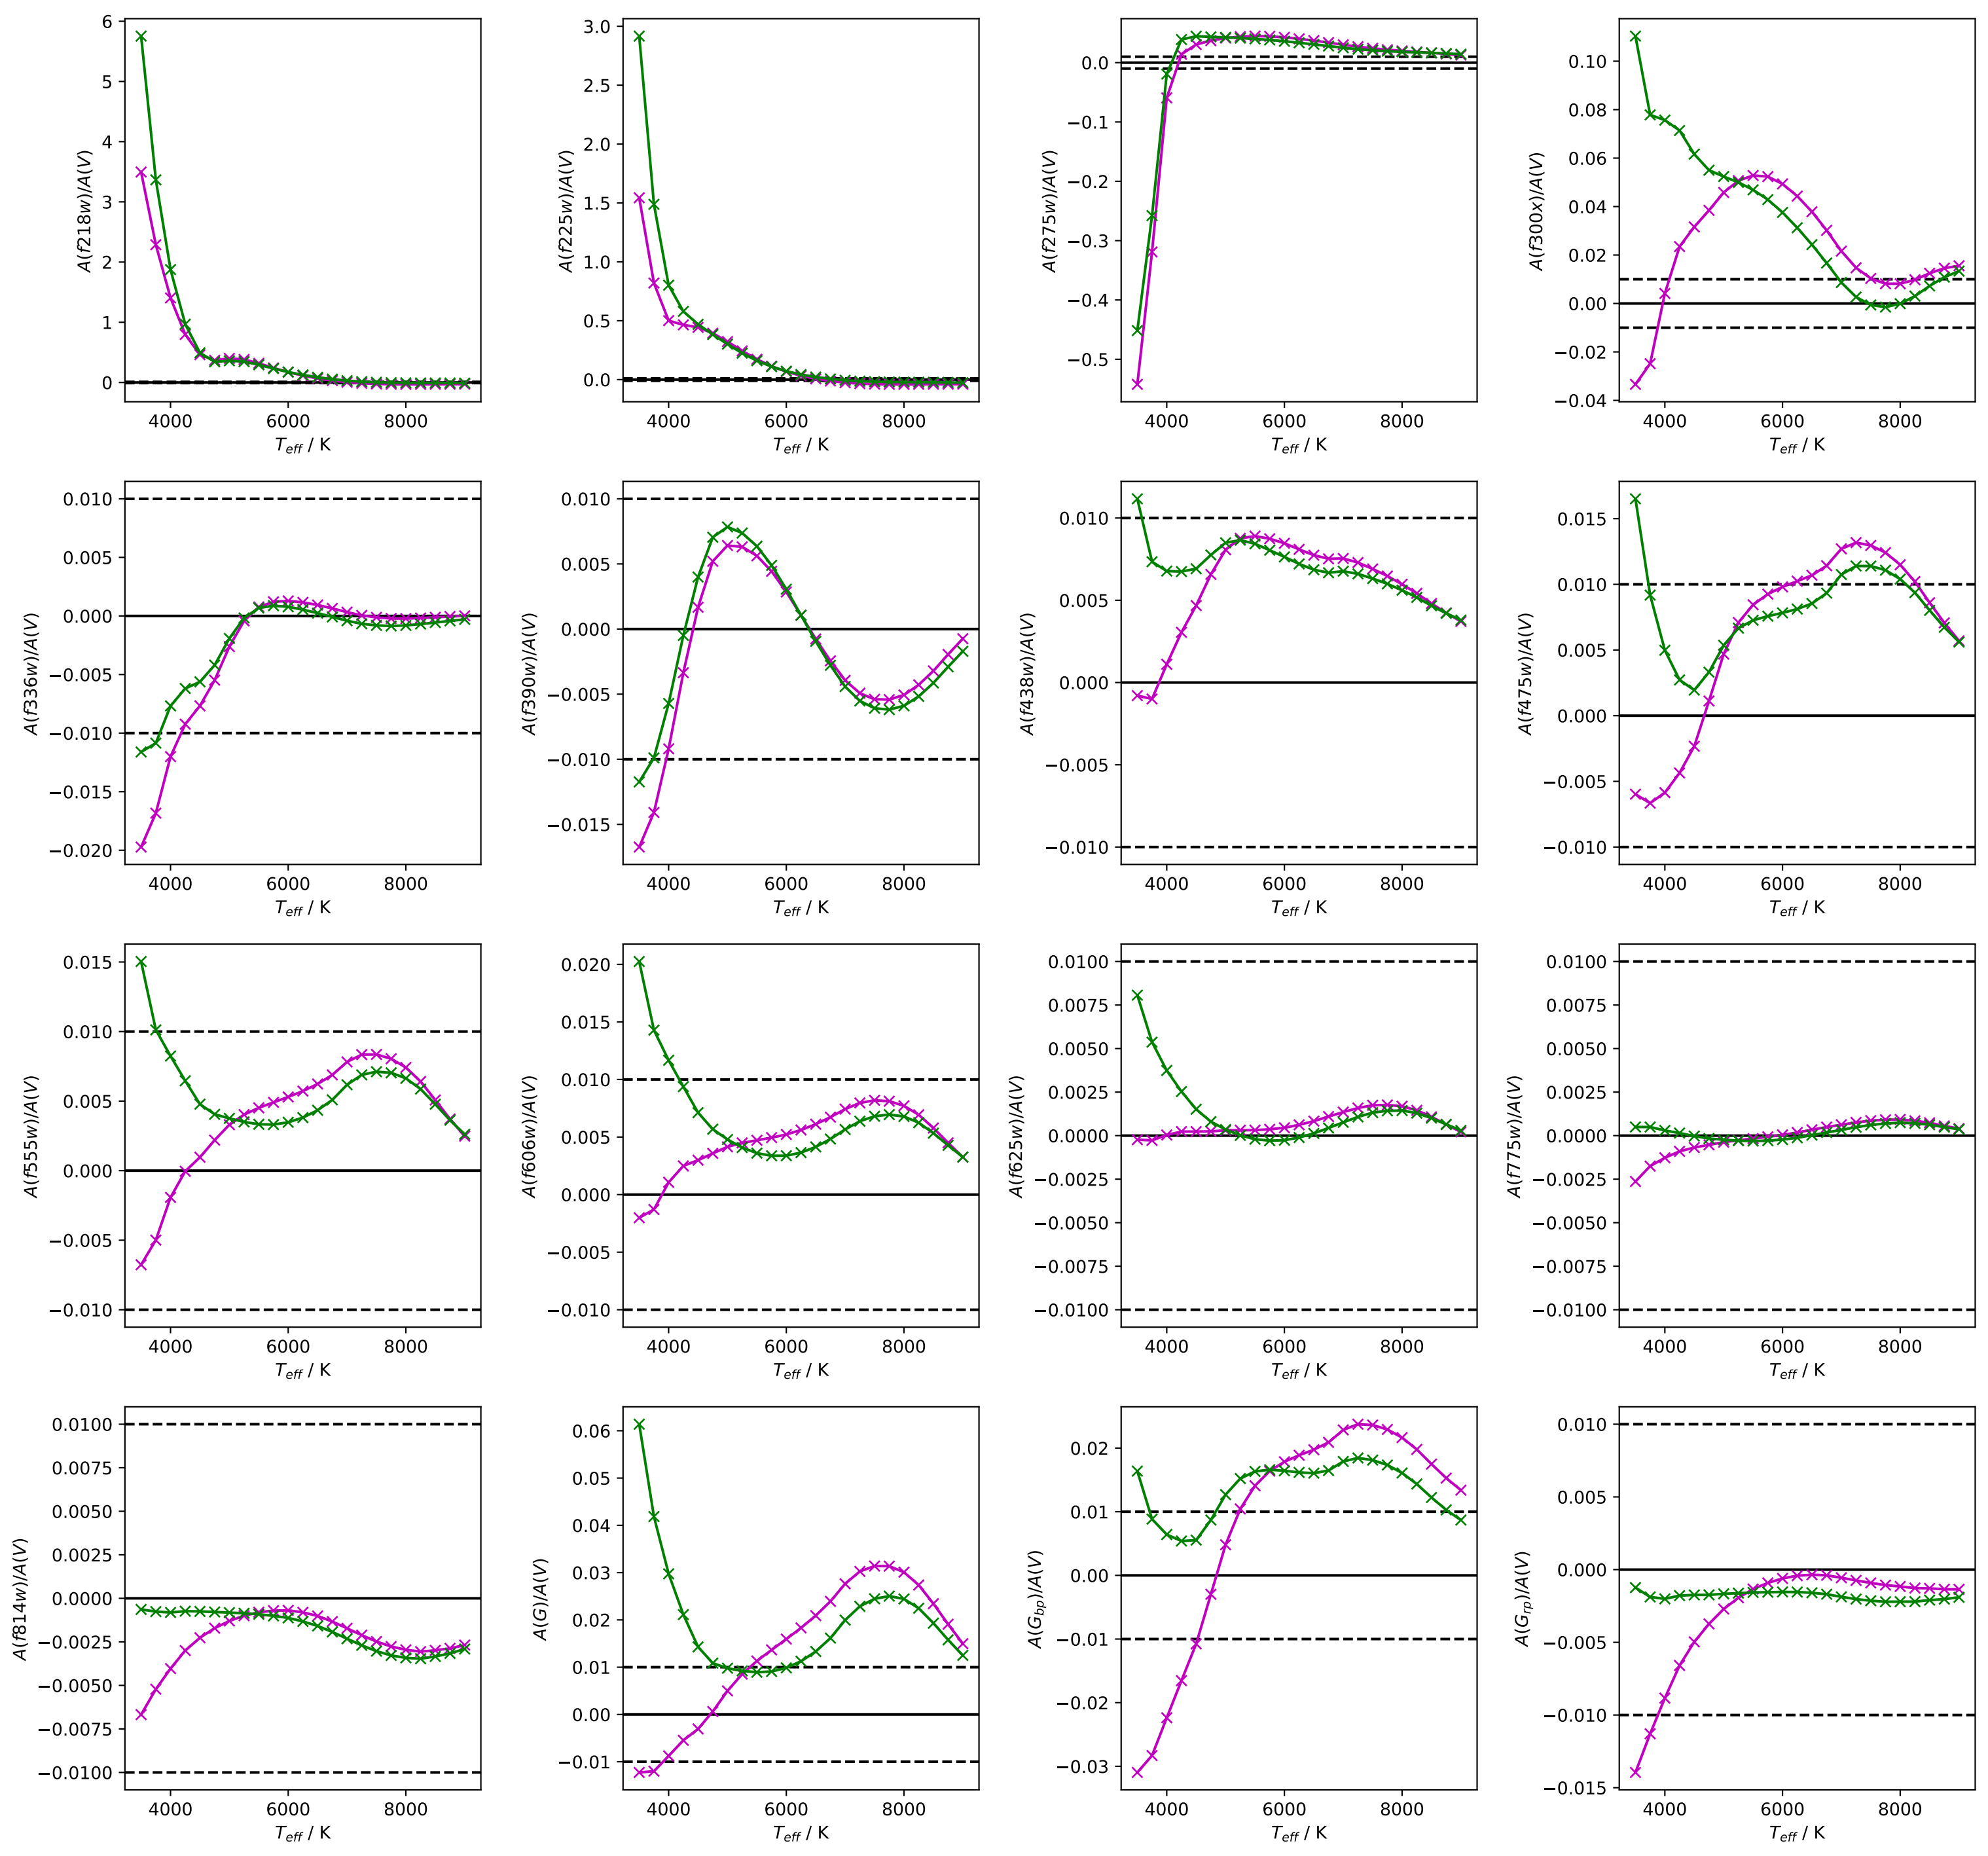 6
5
4
3
2
1
0
4000 6000 8000
T_eff / K
A(f218w)/A(V)
3.0
2.5
2.0
1.5
1.0
0.5
0.0
4000 6000 8000
T_eff / K
A(f225w)/A(V)
0.0
−0.1
−0.2
−0.3
−0.4
−0.5
4000 6000 8000
T_eff / K
A(f275w)/A(V)
0.10
0.08
0.06
0.04
0.02
0.00
−0.02
−0.04
4000 6000 8000
T_eff / K
A(f300x)/A(V)
0.010
0.005
0.000
−0.005
−0.010
−0.015
−0.020
4000 6000 8000
T_eff / K
A(f336w)/A(V)
0.010
0.005
0.000
−0.005
−0.010
−0.015
4000 6000 8000
T_eff / K
A(f390w)/A(V)
0.010
0.005
0.000
−0.005
−0.010
4000 6000 8000
T_eff / K
A(f438w)/A(V)
0.015
0.010
0.005
0.000
−0.005
−0.010
4000 6000 8000
T_eff / K
A(f475w)/A(V)
0.015
0.010
0.005
0.000
−0.005
−0.010
4000 6000 8000
T_eff / K
A(f555w)/A(V)
0.020
0.015
0.010
0.005
0.000
−0.005
−0.010
4000 6000 8000
T_eff / K
A(f606w)/A(V)
0.0100
0.0075
0.0050
0.0025
0.0000
−0.0025
−0.0050
−0.0075
−0.0100
4000 6000 8000
T_eff / K
A(f625w)/A(V)
0.0100
0.0075
0.0050
0.0025
0.0000
−0.0025
−0.0050
−0.0075
−0.0100
4000 6000 8000
T_eff / K
A(f775w)/A(V)
0.0100
0.0075
0.0050
0.0025
0.0000
−0.0025
−0.0050
−0.0075
−0.0100
4000 6000 8000
T_eff / K
A(f814w)/A(V)
0.06
0.05
0.04
0.03
0.02
0.01
0.00
−0.01
4000 6000 8000
T_eff / K
A(G)/A(V)
0.02
0.01
0.00
−0.01
−0.02
−0.03
4000 6000 8000
T_eff / K
A(G_bp)/A(V)
0.010
0.005
0.000
−0.005
−0.010
−0.015
4000 6000 8000
T_eff / K
A(G_rp)/A(V)